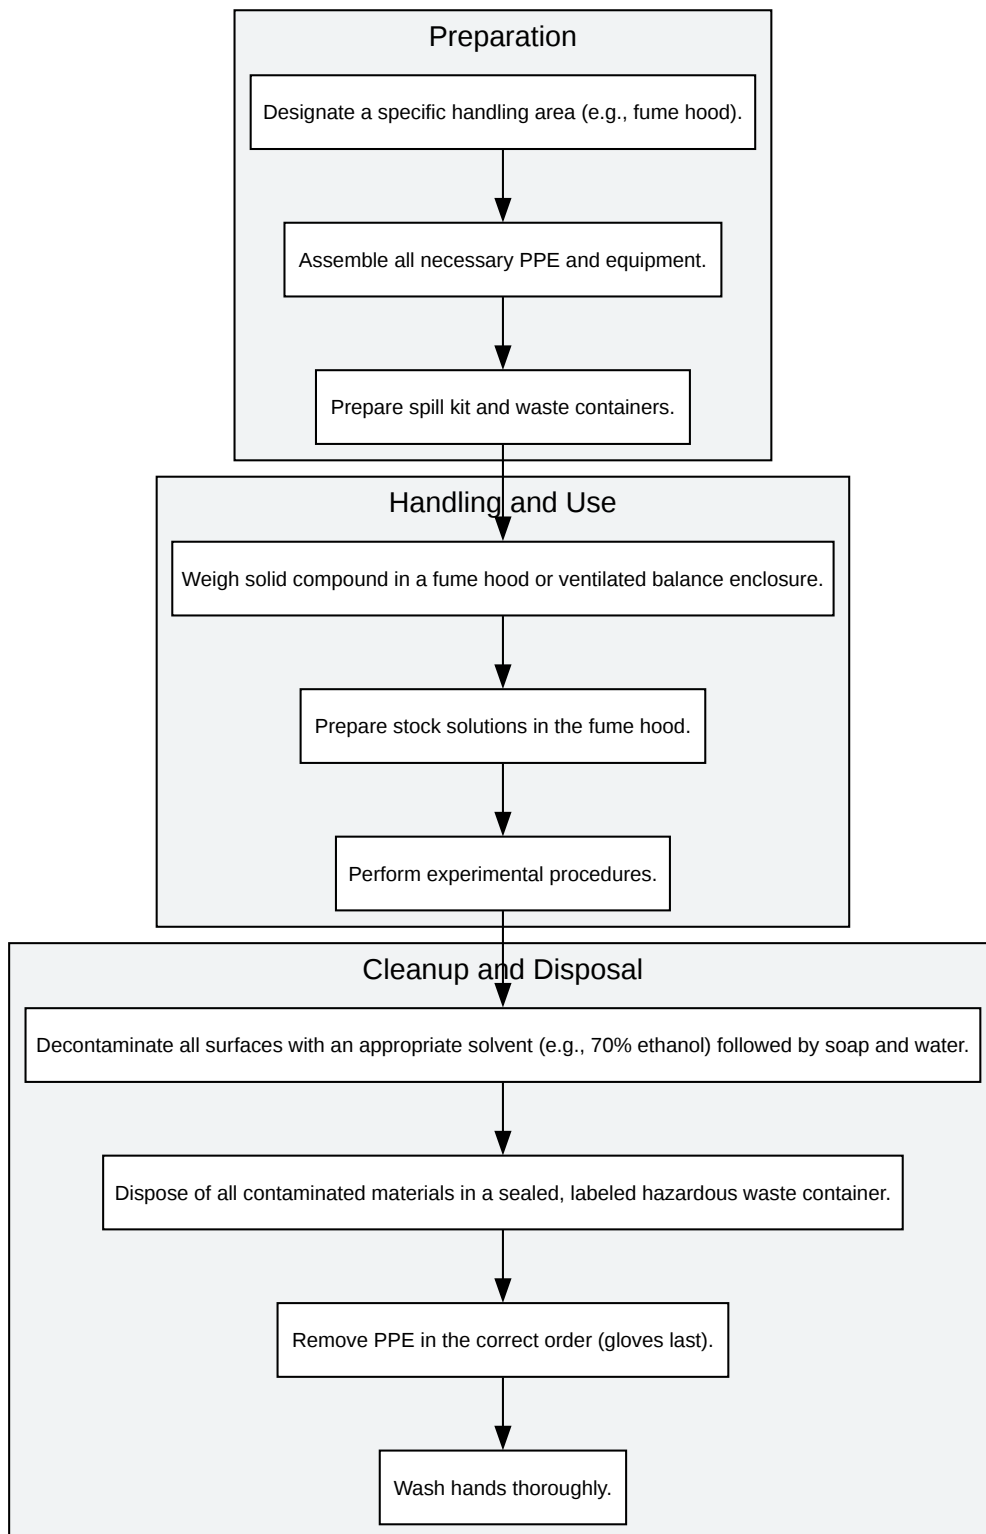 Preparation
Designate a specific handling area (e.g., fume hood).
Assemble all necessary PPE and equipment.
Prepare spill kit and waste containers.
Handling and Use
Weigh solid compound in a fume hood or ventilated balance enclosure.
Prepare stock solutions in the fume hood.
Perform experimental procedures.
Cleanup and Disposal
Decontaminate all surfaces with an appropriate solvent (e.g., 70% ethanol) followed by soap and water.
Dispose of all contaminated materials in a sealed, labeled hazardous waste container.
Remove PPE in the correct order (gloves last).
Wash hands thoroughly.